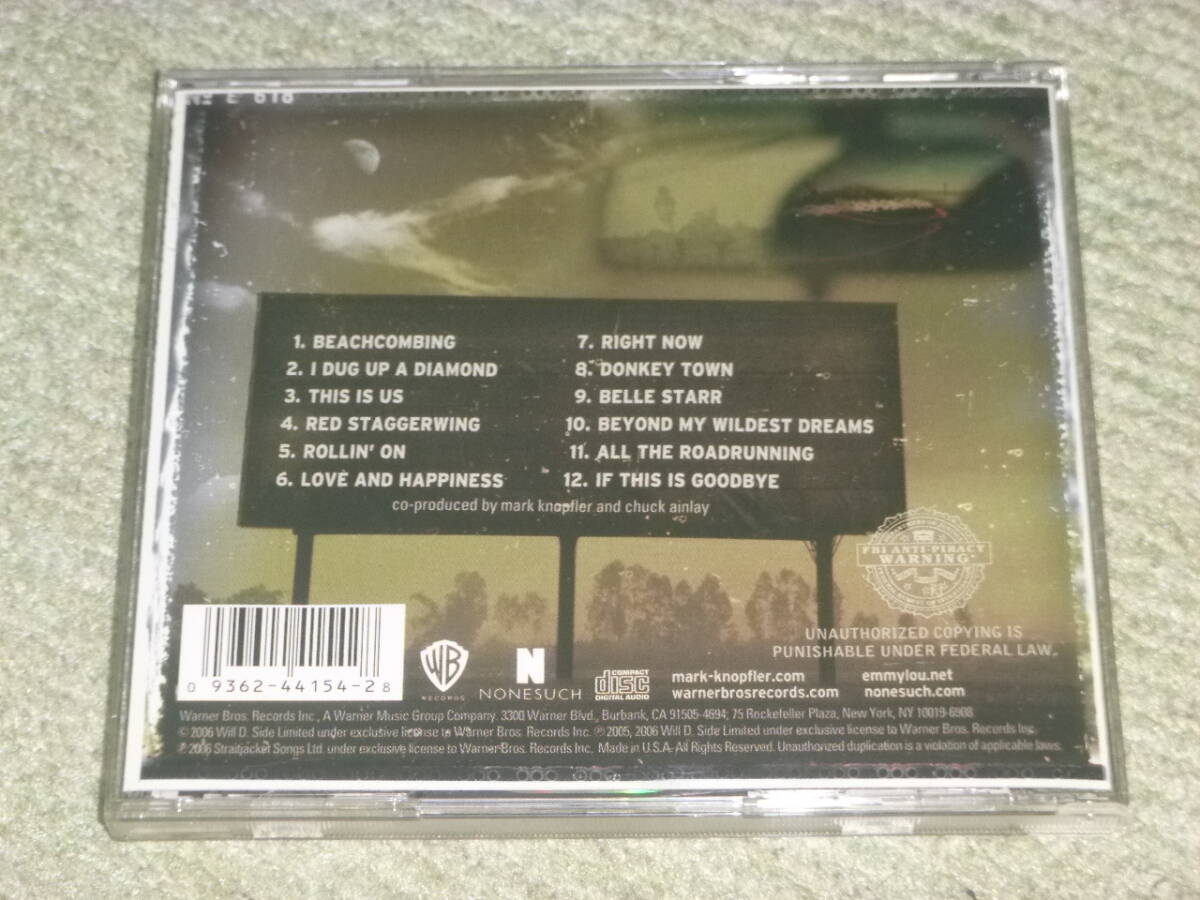 1. BEACHCOMBING
2. I DUG UP A DIAMOND
3. THIS IS US
4. RED STAGGERWING
5. ROLLIN' ON
6. LOVE AND HAPPINESS
7. RIGHT NOW
8. DONKEY TOWN
9. BELLE STARR
10. BEYOND MY WILDEST DREAMS
11. ALL THE ROADRUNNING
12. IF THIS IS GOODBYE
co-produced by mark knopfler and chuck ainlay
FBI ANTI-PIRACY
WARNING
UNAUTHORIZED COPYING IS
PUNISHABLE UNDER FEDERAL LAW.
0 9362-44154-2 8
WB
RECORDS
N
NONESUCH
COMPACT
disc
DIGITAL AUDIO
mark-knopfler.com
warnerbrosrecords.com
emmylou.net
nonesuch.com
Warner Bros. Records Inc., A Warner Music Group Company. 3300 Warner Blvd., Burbank, CA 91505-4694; 75 Rockefeller Plaza, New York, NY 10019-6908.
© 2006 Will D. Side Limited under exclusive license to Warner Bros. Records Inc. ℗ 2005, 2006 Will D. Side Limited under exclusive license to Warner Bros. Records Inc.
℗ 2006 Straitjacket Songs Ltd. under exclusive license to Warner Bros. Records Inc. Made in U.S.A. All Rights Reserved. Unauthorized duplication is a violation of applicable laws.